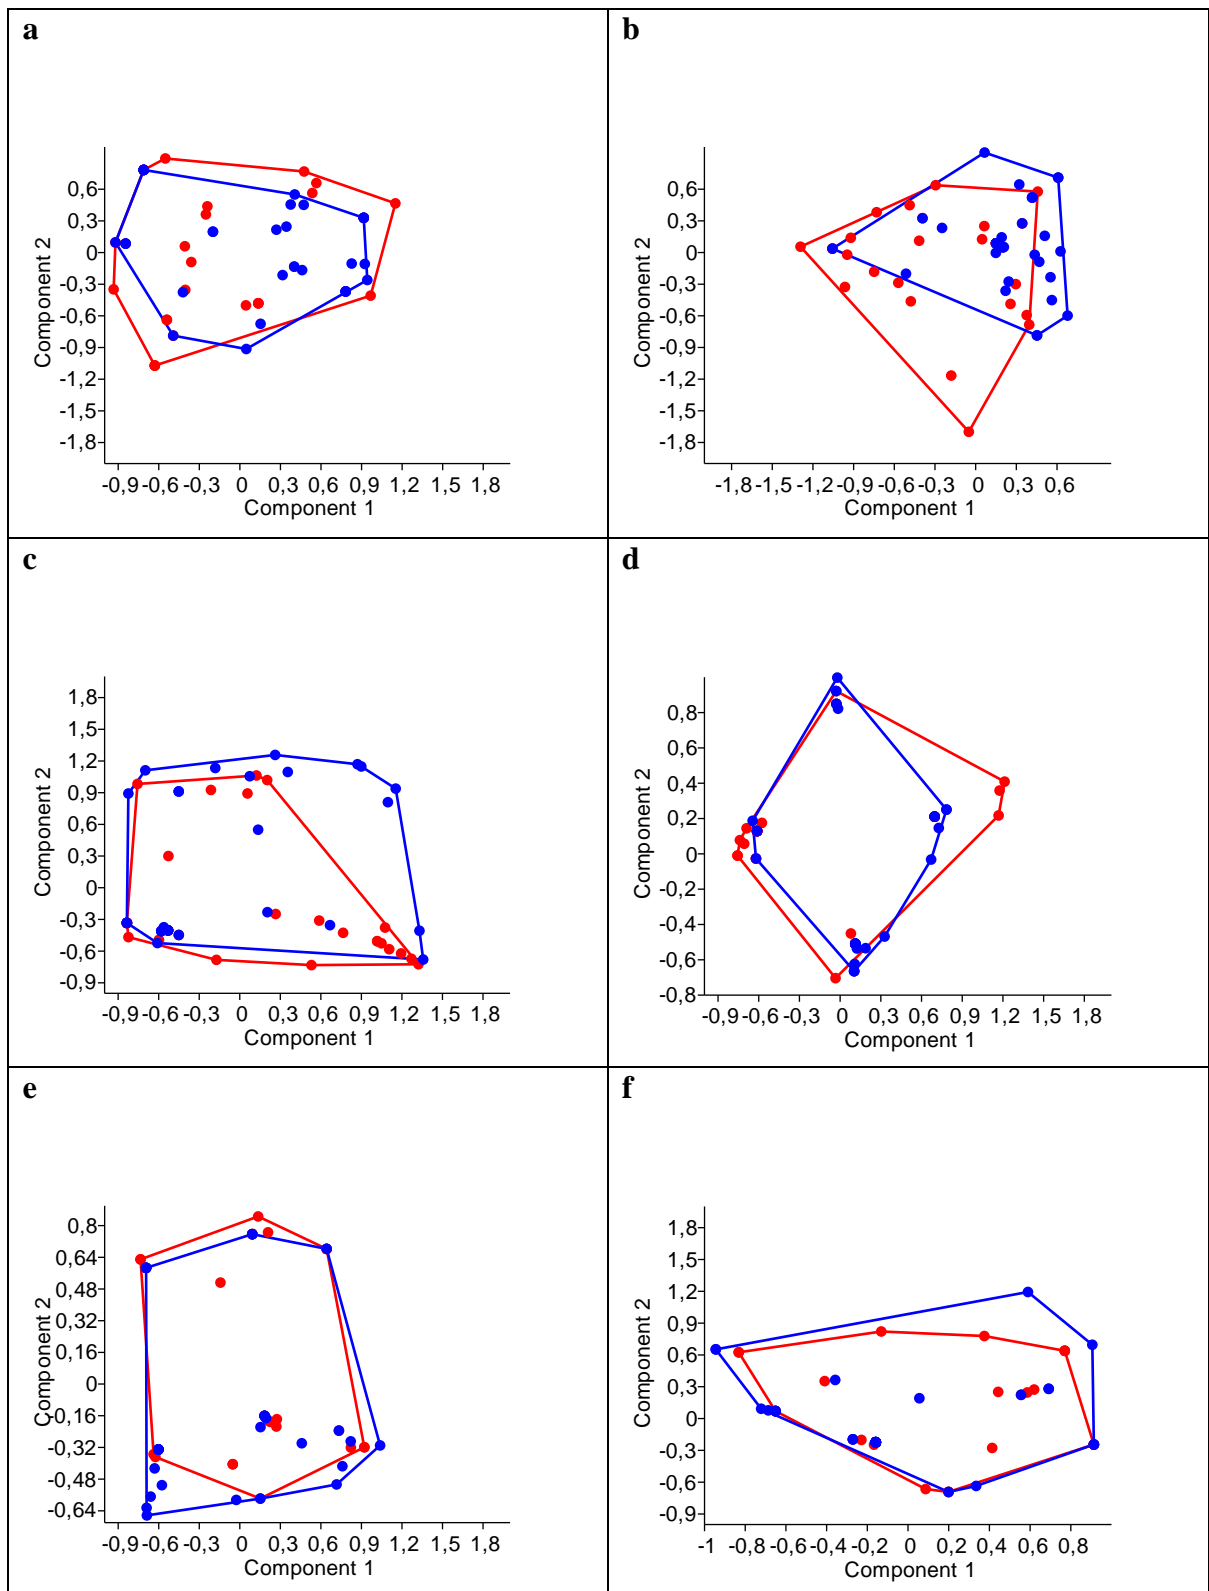 a
0,6
0,3
0
-0,3
-0,6
-0,9
-1,2
-1,5
-1,8
Component 2
-0,9 -0,6 -0,3 0 0,3 0,6 0,9 1,2 1,5 1,8
Component 1
b
0,6
0,3
0
-0,3
-0,6
-0,9
-1,2
-1,5
-1,8
Component 2
-1,8 -1,5 -1,2 -0,9 -0,6 -0,3 0 0,3 0,6
Component 1
c
1,8
1,5
1,2
0,9
0,6
0,3
0
-0,3
-0,6
-0,9
Component 2
-0,9 -0,6 -0,3 0 0,3 0,6 0,9 1,2 1,5 1,8
Component 1
d
0,8
0,6
0,4
0,2
0
-0,2
-0,4
-0,6
-0,8
Component 2
-0,9 -0,6 -0,3 0 0,3 0,6 0,9 1,2 1,5 1,8
Component 1
e
0,8
0,64
0,48
0,32
0,16
0
-0,16
-0,32
-0,48
-0,64
Component 2
-0,9 -0,6 -0,3 0 0,3 0,6 0,9 1,2 1,5 1,8
Component 1
f
1,8
1,5
1,2
0,9
0,6
0,3
0
-0,3
-0,6
-0,9
Component 2
-1 -0,8 -0,6 -0,4 -0,2 0 0,2 0,4 0,6 0,8
Component 1